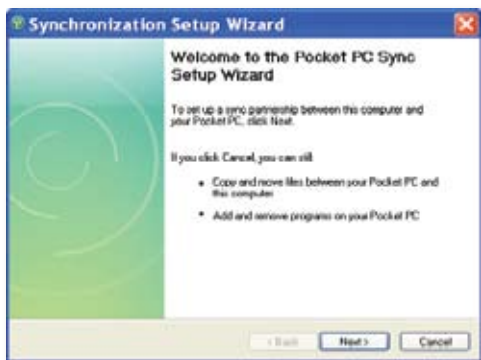 Synchronization Setup Wizard
Welcome to the Pocket PC Sync
Setup Wizard
To set up a sync partnership between this computer and
your Pocket PC, click Next.
If you click Cancel, you can still:
• Copy and move files between your Pocket PC and
this computer
• Add and remove programs on your Pocket PC
< Back Next > Cancel